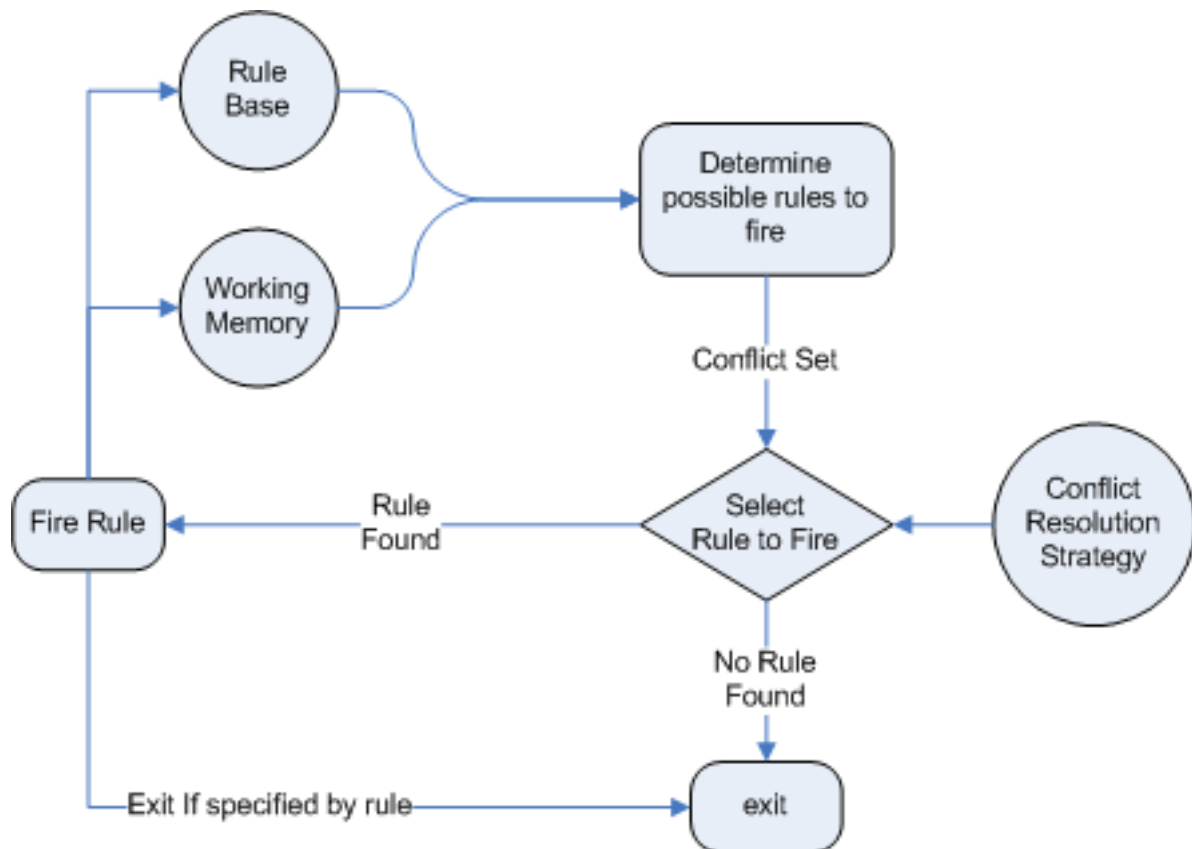 Rule
Base
Determine
possible rules to
fire
Working
Memory
Conflict Set
Conflict
Resolution
Strategy
Select
Rule to Fire
Rule
Found
Fire Rule
No Rule
Found
Exit If specified by rule
exit